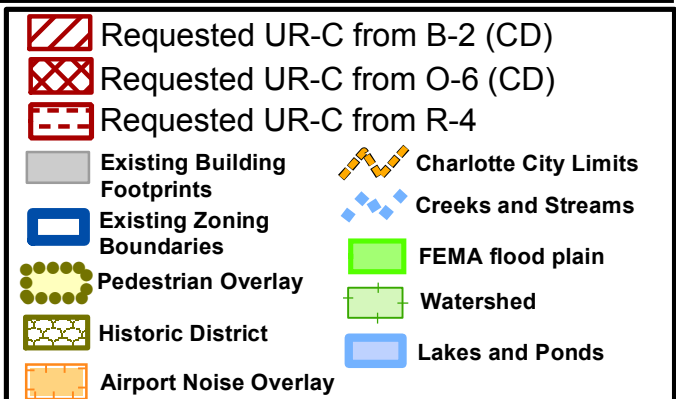 Requested UR-C from B-2 (CD)
Requested UR-C from O-6 (CD)
Requested UR-C from R-4
Existing Building
Footprints
Existing Zoning
Boundaries
Pedestrian Overlay
Historic District
Airport Noise Overlay
Charlotte City Limits
Creeks and Streams
FEMA flood plain
Watershed
Lakes and Ponds